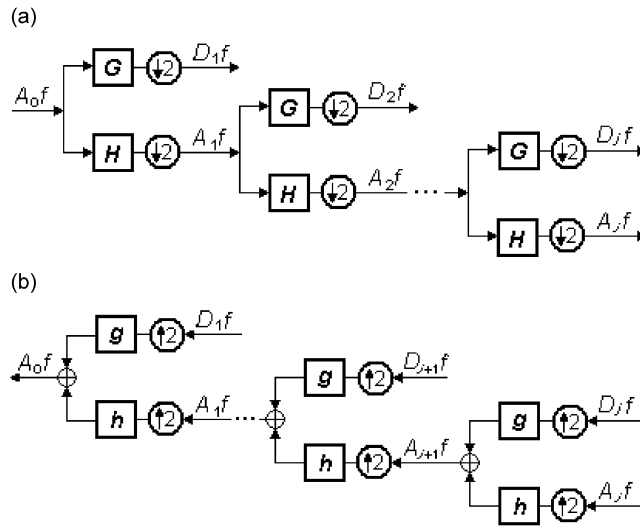 (a)
G ↓2 D₁f
A₀f
H ↓2 A₁f
G ↓2 D₂f
H ↓2 A₂f ...
G ↓2 Dⱼf
H ↓2 Aⱼf
(b)
g ↑2 D₁f
A₀f
h ↑2 A₁f ...
g ↑2 Dⱼ₊₁f
h ↑2 Aⱼ₊₁f
g ↑2 Dⱼf
h ↑2 Aⱼf